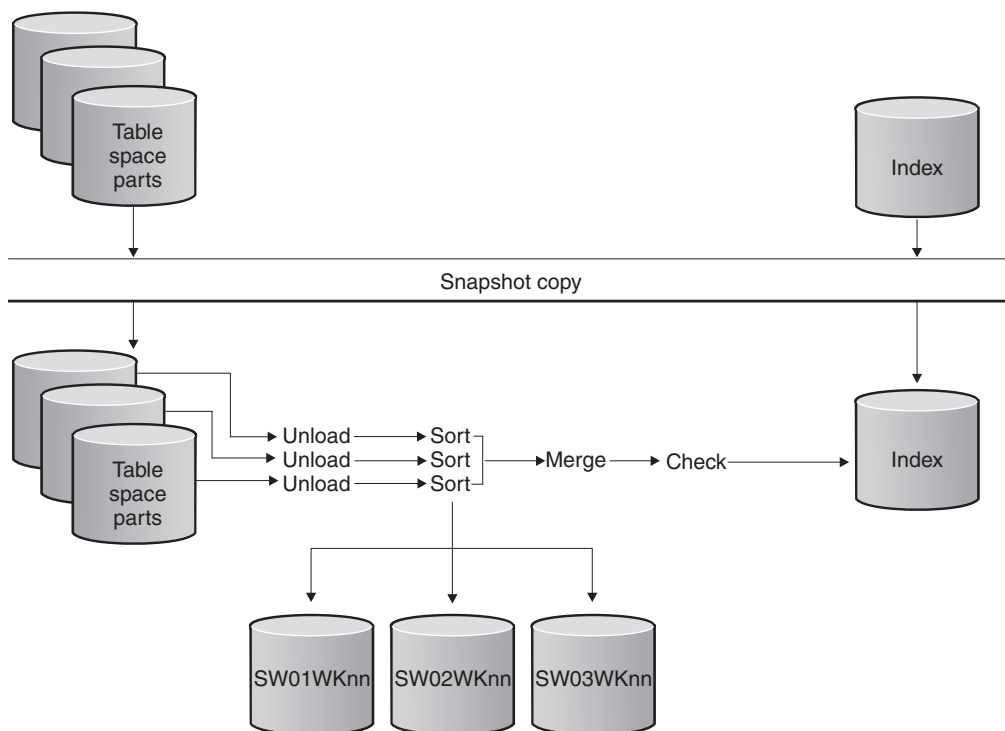 Table
space
parts
Index
Snapshot copy
Table
space
parts
Unload
Sort
Unload
Sort
Unload
Sort
Merge
Check
Index
SW01WKnn
SW02WKnn
SW03WKnn